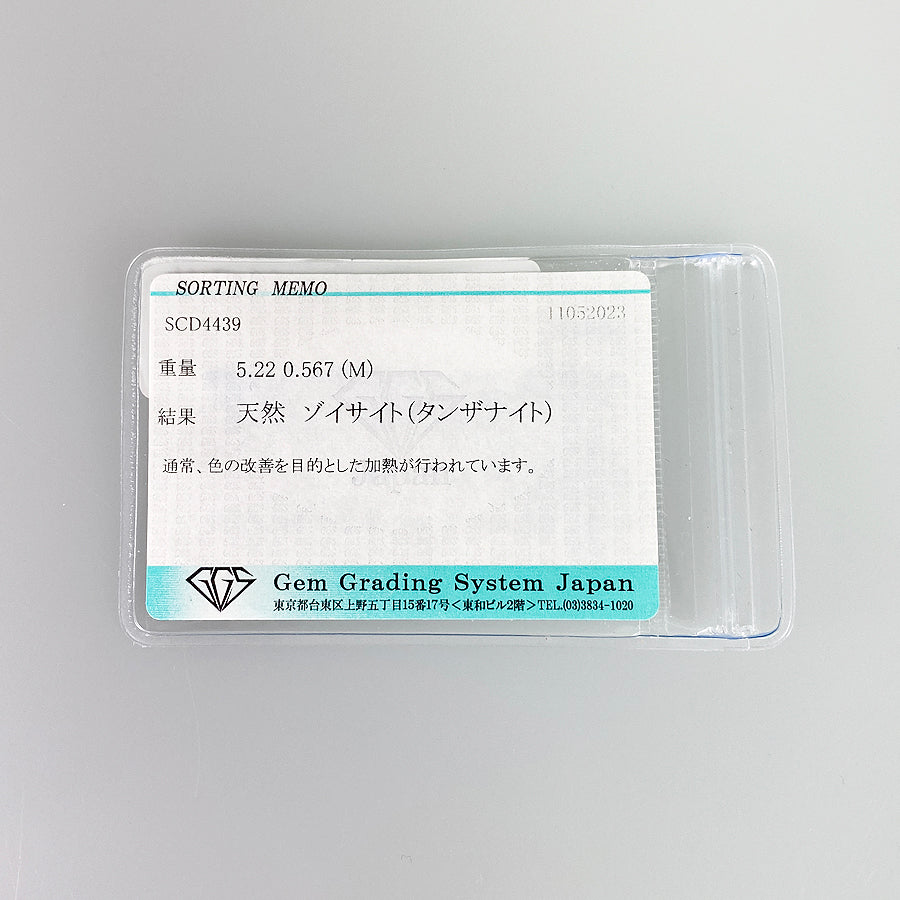 SORTING MEMO
11052023
SCD4439
重量 5.22 0.567 (M)
結果 天然 ゾイサイト(タンザナイト)
通常、色の改善を目的とした加熱が行われています。
GGS Gem Grading System Japan
東京都台東区上野五丁目15番17号<東和ビル2階>TEL.(03)3834-1020